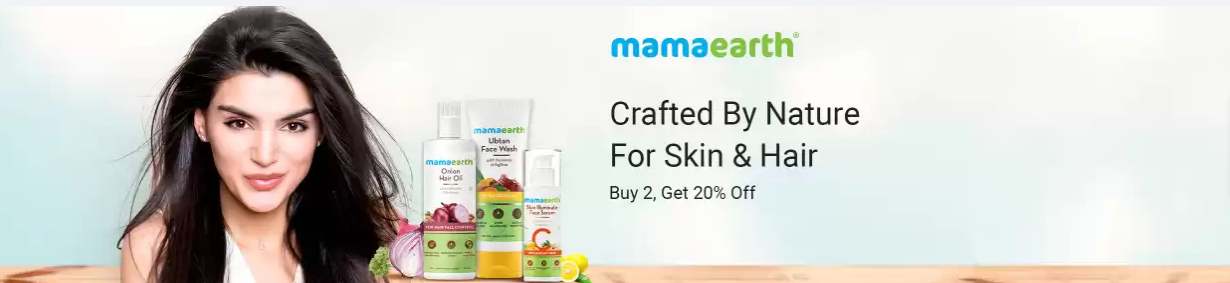 mamaearth
Crafted By Nature
For Skin & Hair
Buy 2, Get 20% Off
mamaearth
Onion
Hair Oil
mamaearth
Ubtan
Face Wash
mamaearth
Skin Illuminate
Face Serum
C